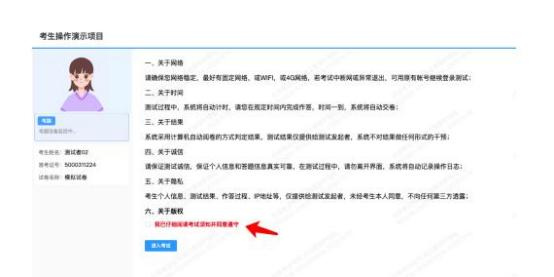 考生操作演示项目
电脑
考生姓名: 测试者02
准考证号: 5000311224
试卷名称: 模拟试卷
一、关于网络
请确保您网络稳定，最好有固定网络，或WIFI，或4G网络，若考试中断网或异常退出，可用原有帐号继续登录测试；
二、关于时间
测试过程中，系统将自动计时，请您在规定时间内完成作答，时间一到，系统将自动交卷；
三、关于结果
系统采用计算机自动阅卷的方式判定结果，测试结果仅提供给测试发起者，系统不对结果做任何形式的干预；
四、关于诚信
请保证测试诚信，保证个人信息和答题信息真实可靠，在测试过程中，请勿离开界面，系统将自动记录操作日志；
五、关于隐私
考生个人信息、测试结果、作答过程、IP地址等，仅提供给测试发起者，未经考生本人同意，不向任何第三方透露；
六、关于版权
我已仔细阅读考试须知并同意遵守
进入考试